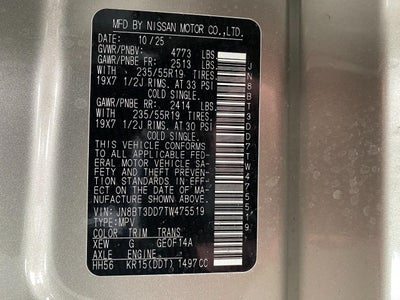 MFD BY NISSAN MOTOR CO.,LTD.
DATE: 10/25
GVWR/PNBV: 4773 LBS
GAWR/PNBE FR: 2513 LBS.
WITH 235/55R19 TIRES
19X7 1/2J RIMS AT 33 PSI
COLD SINGLE.
GAWR/PNBE RR: 2414 LBS.
WITH 235/55R19 TIRES
19X7 1/2J RIMS AT 30 PSI
COLD SINGLE.
THIS VEHICLE CONFORMS
TO ALL APPLICABLE FED-
ERAL MOTOR VEHICLE SA-
FETY AND THEFT PREVEN-
TION STANDARDS IN EFF-
ECT ON THE DATE OF MA-
NUFACTURE SHOWN ABOVE.
VIN: JN8BT3DD7TW475519
TYPE: MPV
COLOR TRIM TRANS
XEW G GE0F14A
AXLE ENGINE
HH56 KR15(DDT) 1497CC
JN8BT3DD7TW475519